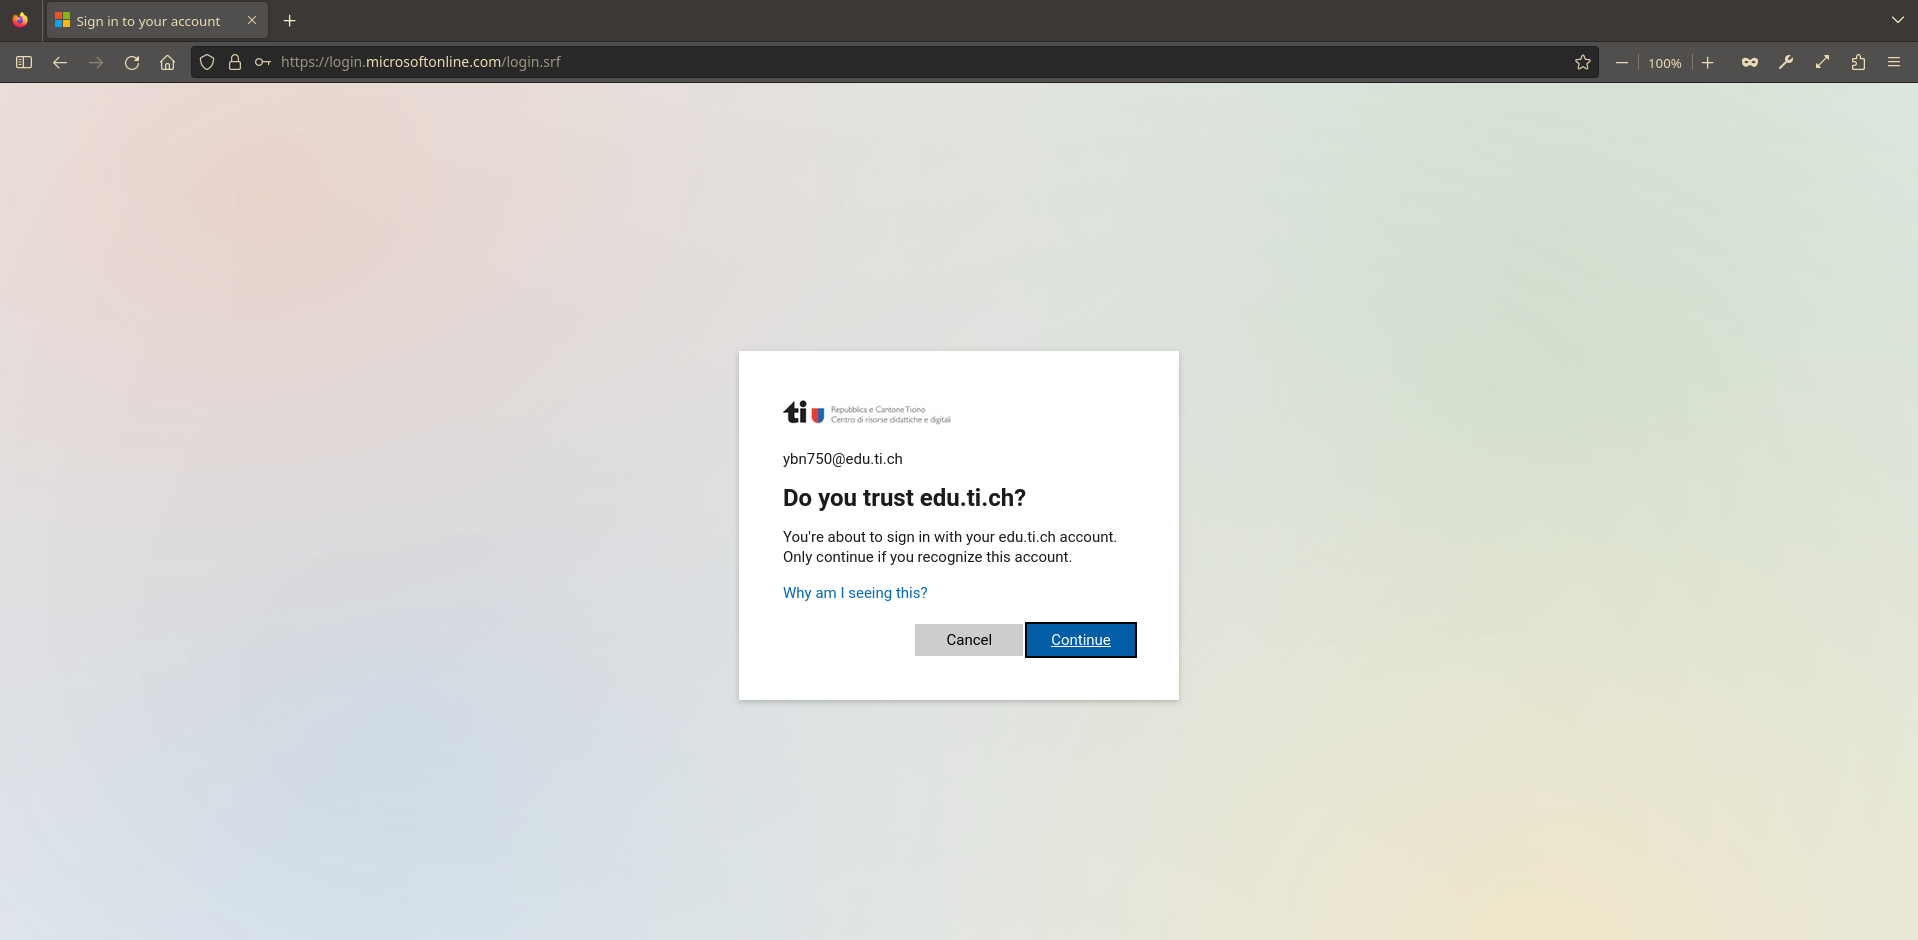 Sign in to your account
https://login.microsoftonline.com/login.srf
100%
ti Repubblica e Cantone Ticino
Centro di risorse didattiche e digitali
ybn750@edu.ti.ch
Do you trust edu.ti.ch?
You're about to sign in with your edu.ti.ch account.
Only continue if you recognize this account.
Why am I seeing this?
Cancel Continue